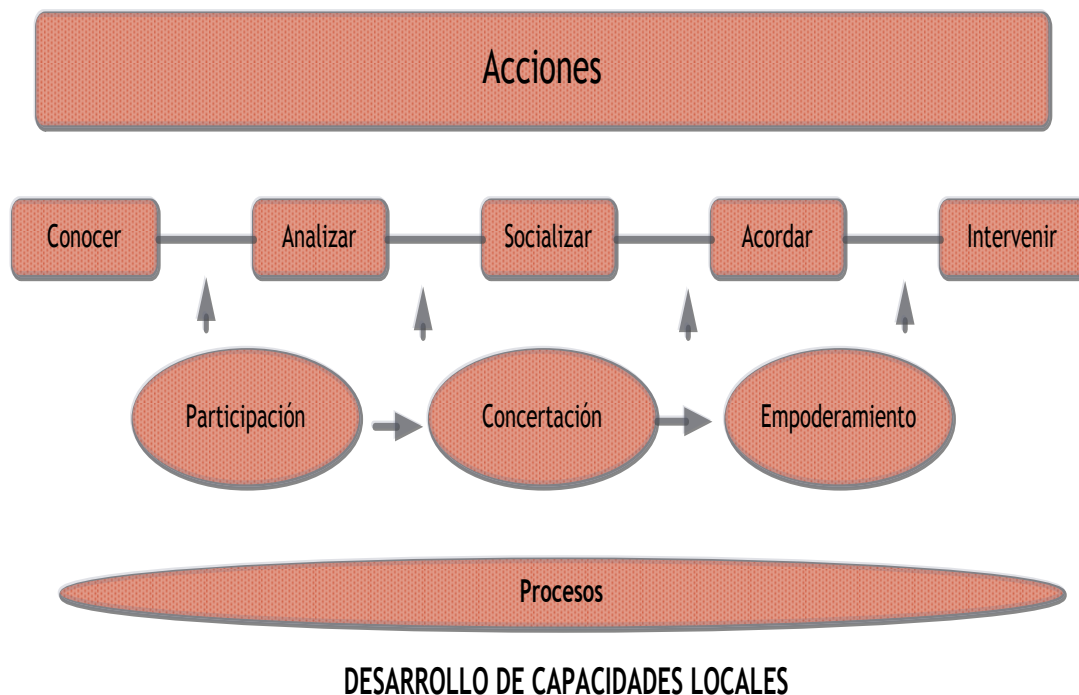 Acciones
Conocer
Analizar
Socializar
Acordar
Intervenir
Participación
Concertación
Empoderamiento
Procesos
DESARROLLO DE CAPACIDADES LOCALES